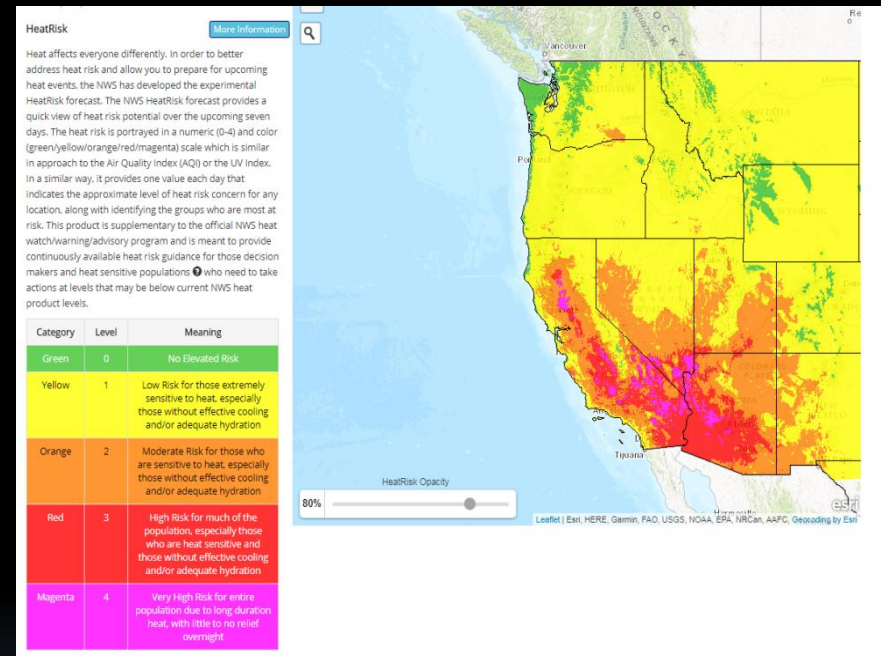 HeatRisk
More Information
Heat affects everyone differently. In order to better
address heat risk and allow you to prepare for upcoming
heat events, the NWS has developed the experimental
HeatRisk forecast. The NWS HeatRisk forecast provides a
quick view of heat risk potential over the upcoming seven
days. The heat risk is portrayed in a numeric (0-4) and color
(green/yellow/orange/red/magenta) scale which is similar
in approach to the Air Quality Index (AQI) or the UV Index.
In a similar way, it provides one value each day that
indicates the approximate level of heat risk concern for any
location, along with identifying the groups who are most at
risk. This product is supplementary to the official NWS heat
watch/warning/advisory program and is meant to provide
continuously available heat risk guidance for those decision
makers and heat sensitive populations ? who need to take
actions at levels that may be below current NWS heat
product levels.
Category Level Meaning
Green 0 No Elevated Risk
Yellow 1 Low Risk for those extremely
sensitive to heat, especially
those without effective cooling
and/or adequate hydration
Orange 2 Moderate Risk for those who
are sensitive to heat, especially
those without effective cooling
and/or adequate hydration
Red 3 High Risk for much of the
population, especially those
who are heat sensitive and
those without effective cooling
and/or adequate hydration
Magenta 4 Very High Risk for entire
population due to long duration
heat, with little to no relief
overnight
Vancouver
OREGON
WYOMING
Tijuana
HeatRisk Opacity
80%
esri
Leaflet | Esri, HERE, Garmin, FAO, USGS, NOAA, EPA, NRCan, AAFC, Geocoding by Esri